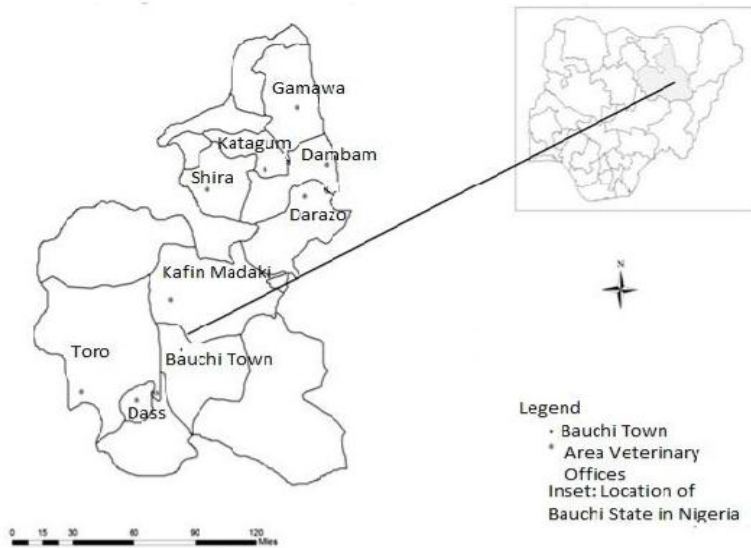 Gamawa
Katagum
Dambam
Shira
Darazo
Kafin Madaki
Toro
Bauchi Town
Dass
N
Legend
Bauchi Town
Area Veterinary
Offices
Inset: Location of
Bauchi State in Nigeria
0 15 30 60 90 120
Miles